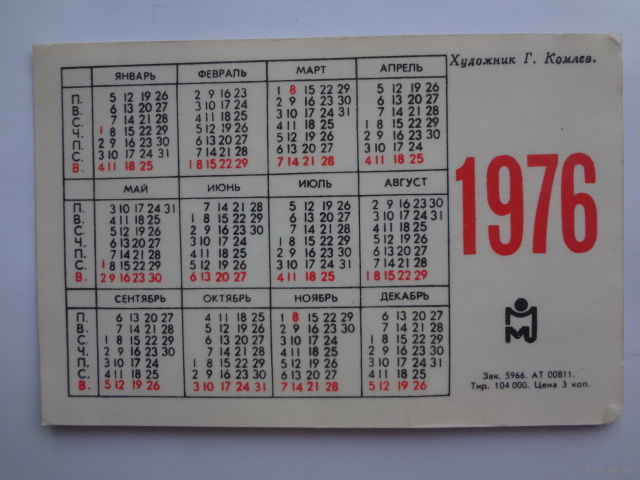 Художник Г. Комлев.
ЯНВАРЬ ФЕВРАЛЬ МАРТ АПРЕЛЬ
П. 5 12 19 26 2 9 16 23 1 8 15 22 29 5 12 19 26
В. 6 13 20 27 3 10 17 24 2 9 16 23 30 6 13 20 27
С. 7 14 21 28 4 11 18 25 3 10 17 24 31 7 14 21 28
Ч. 1 8 15 22 29 5 12 19 26 4 11 18 25 1 8 15 22 29
П. 2 9 16 23 30 6 13 20 27 5 12 19 26 2 9 16 23 30
С. 3 10 17 24 31 7 14 21 28 6 13 20 27 3 10 17 24
В. 4 11 18 25 1 8 15 22 29 7 14 21 28 4 11 18 25
МАЙ ИЮНЬ ИЮЛЬ АВГУСТ
П. 3 10 17 24 31 7 14 21 28 5 12 19 26 2 9 16 23 30
В. 4 11 18 25 1 8 15 22 29 6 13 20 27 3 10 17 24 31
С. 5 12 19 26 2 9 16 23 30 7 14 21 28 4 11 18 25
Ч. 6 13 20 27 3 10 17 24 1 8 15 22 29 5 12 19 26
П. 7 14 21 28 4 11 18 25 2 9 16 23 30 6 13 20 27
С. 1 8 15 22 29 5 12 19 26 3 10 17 24 31 7 14 21 28
В. 2 9 16 23 30 6 13 20 27 4 11 18 25 1 8 15 22 29
СЕНТЯБРЬ ОКТЯБРЬ НОЯБРЬ ДЕКАБРЬ
П. 6 13 20 27 4 11 18 25 1 8 15 22 29 6 13 20 27
В. 7 14 21 28 5 12 19 26 2 9 16 23 30 7 14 21 28
С. 1 8 15 22 29 6 13 20 27 3 10 17 24 1 8 15 22 29
Ч. 2 9 16 23 30 7 14 21 28 4 11 18 25 2 9 16 23 30
П. 3 10 17 24 1 8 15 22 29 5 12 19 26 3 10 17 24 31
С. 4 11 18 25 2 9 16 23 30 6 13 20 27 4 11 18 25
В. 5 12 19 26 3 10 17 24 31 7 14 21 28 5 12 19 26
1976
Зак. 5966. АТ 00811.
Тир. 104 000. Цена 3 коп.